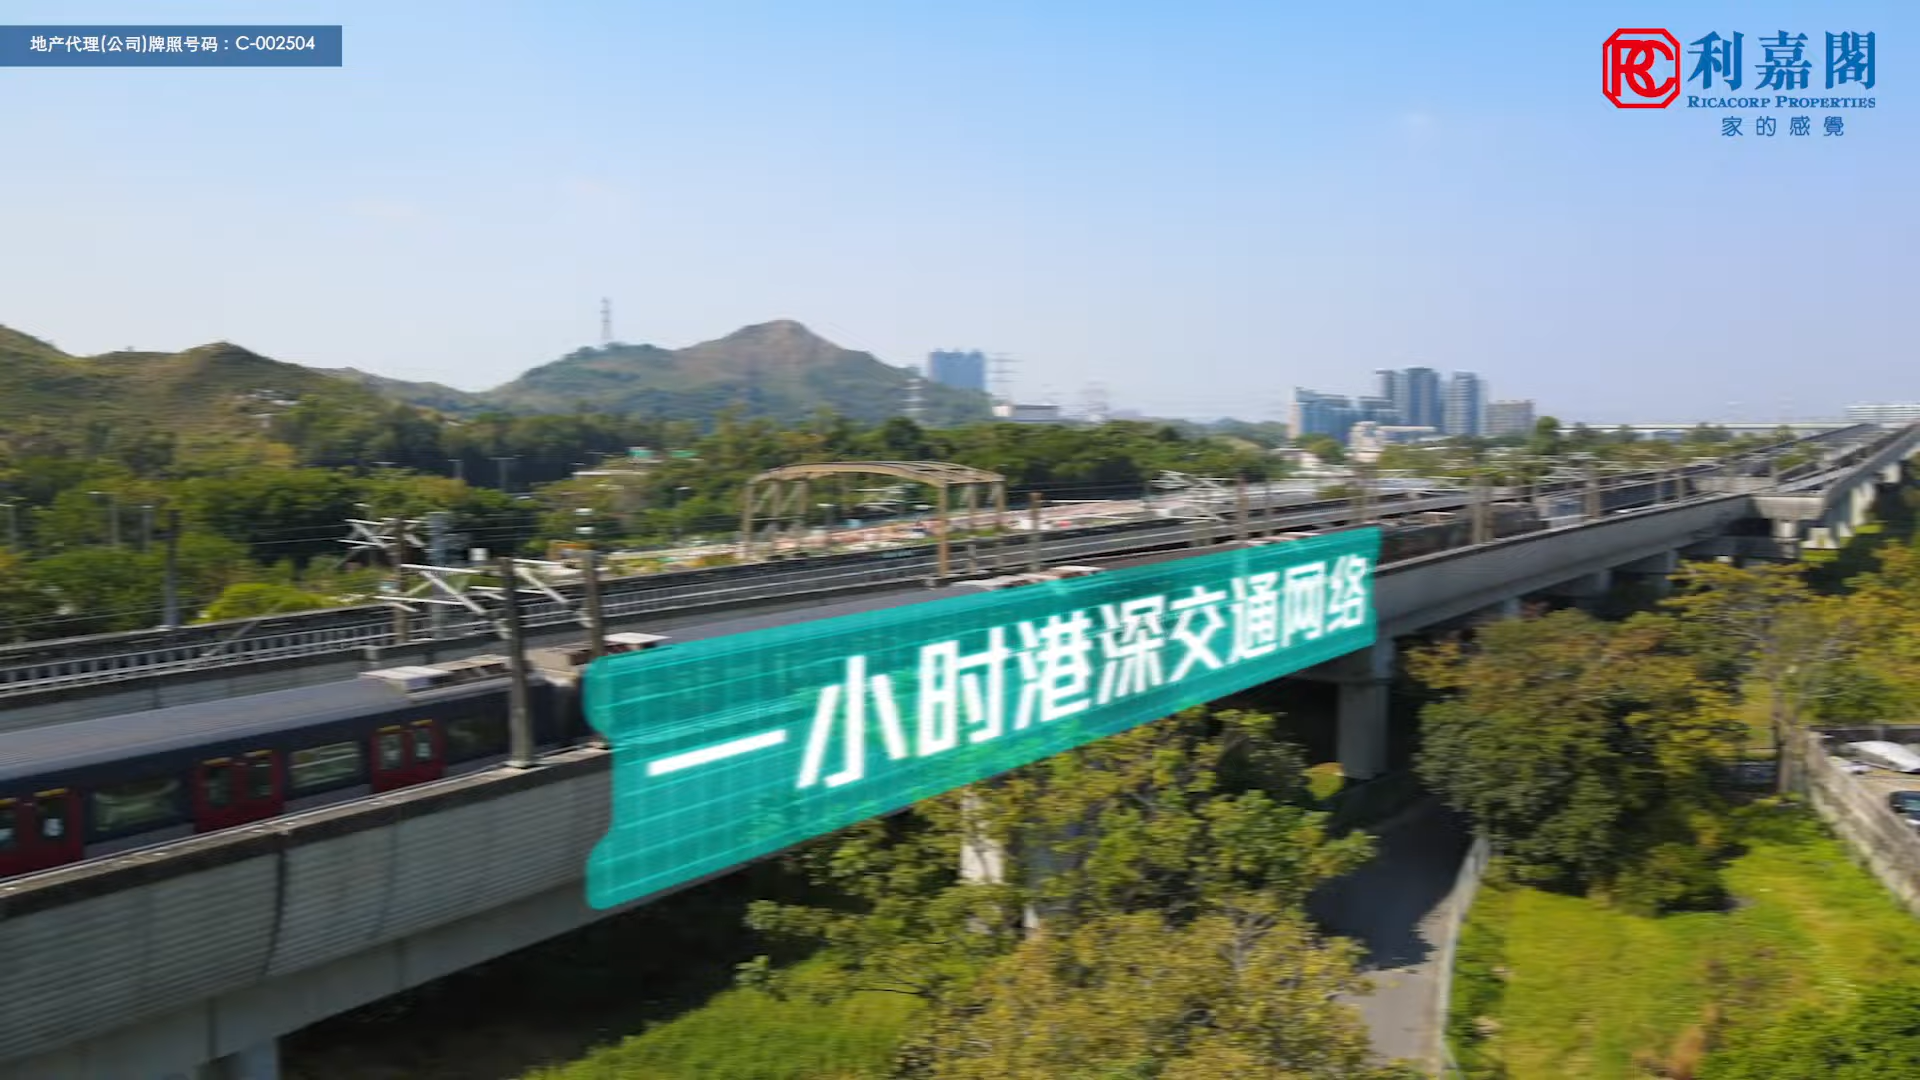 地产代理(公司)牌照号码：C-002504
利嘉閣
RICACORP PROPERTIES
家的感覺
一小时港深交通网络